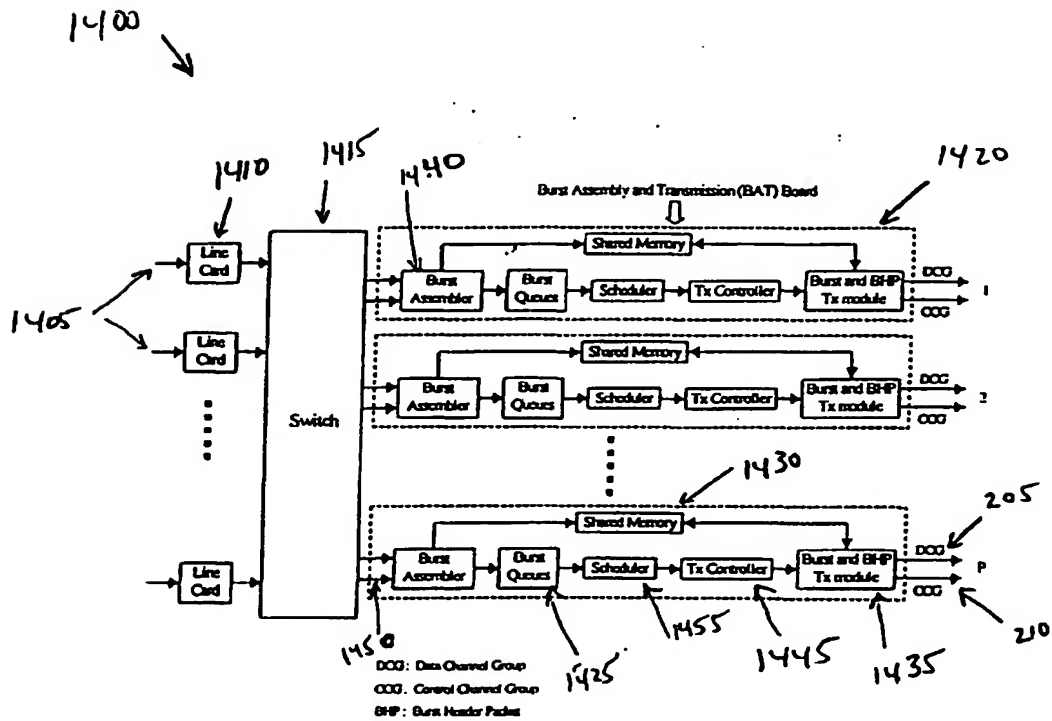 1400
1410
1415
1440
1420
Burst Assembly and Transmission (BAT) Board
Line Card
Shared Memory
Burst Assembler
Burst Queues
Scheduler
Tx Controller
Burst and BHP Tx module
DCG
CCG
1
1405
Line Card
Shared Memory
Burst Assembler
Burst Queues
Scheduler
Tx Controller
Burst and BHP Tx module
DCG
CCG
2
Switch
1430
205
Line Card
Shared Memory
Burst Assembler
Burst Queues
Scheduler
Tx Controller
Burst and BHP Tx module
DCG
CCG
P
210
1450
1425
1455
1445
1435
DCG: Data Channel Group
CCG: Control Channel Group
BHP: Burst Header Packet